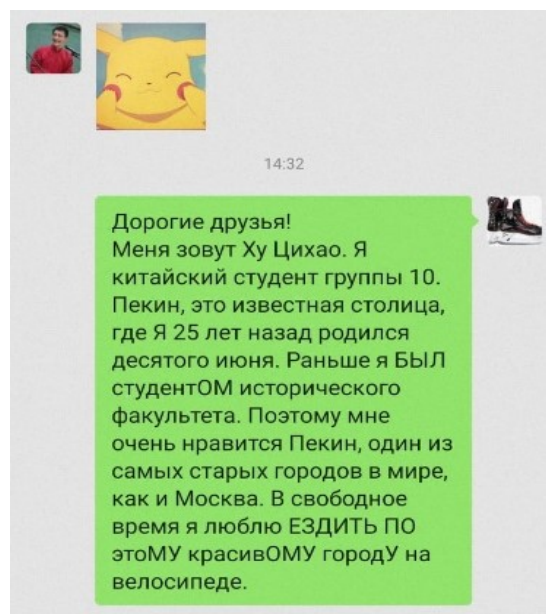 14:32
Дорогие друзья!
Меня зовут Ху Цихао. Я
китайский студент группы 10.
Пекин, это известная столица,
где Я 25 лет назад родился
десятого июня. Раньше я БЫЛ
студентОМ исторического
факультета. Поэтому мне
очень нравится Пекин, один из
самых старых городов в мире,
как и Москва. В свободное
время я люблю ЕЗДИТЬ ПО
этоМУ красивОМУ городУ на
велосипеде.